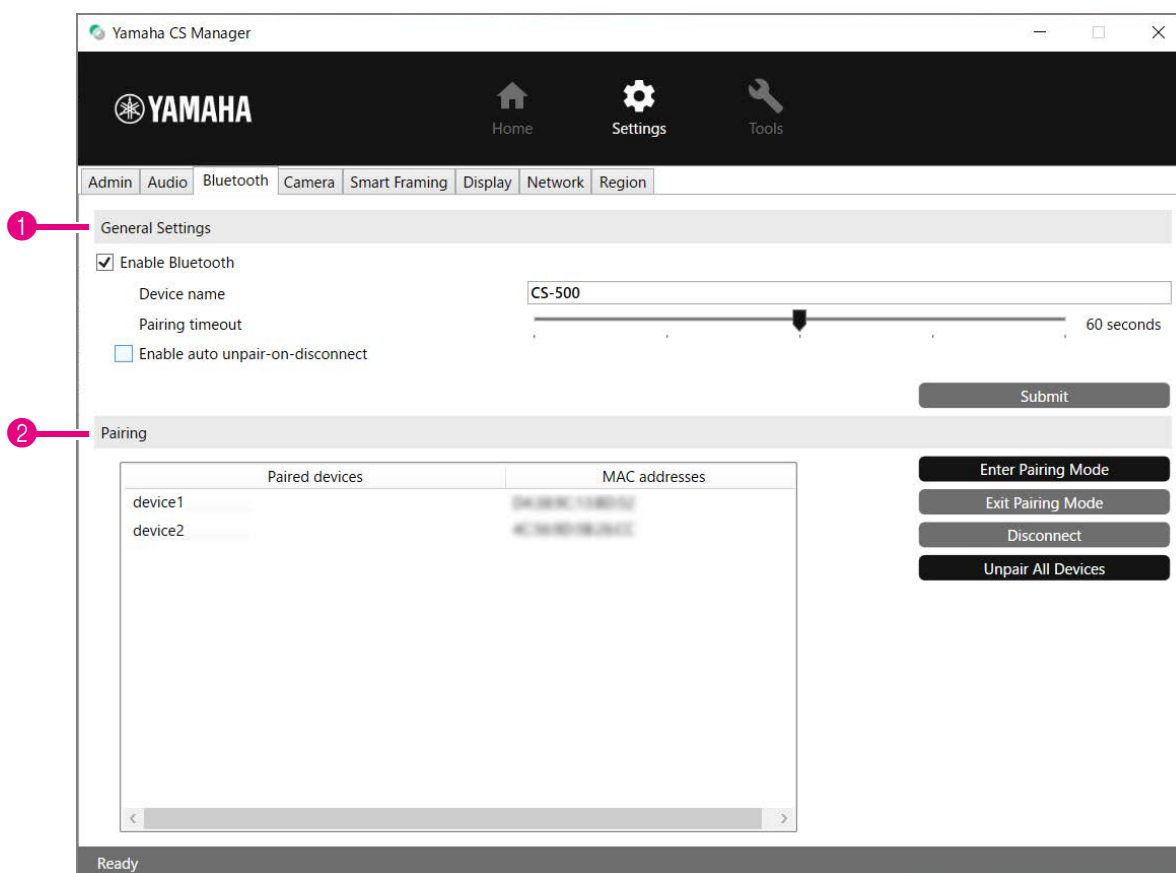 Yamaha CS Manager
YAMAHA
Home
Settings
Tools
Admin Audio Bluetooth Camera Smart Framing Display Network Region
1
General Settings
Enable Bluetooth
Device name CS-500
Pairing timeout 60 seconds
Enable auto unpair-on-disconnect
Submit
2
Pairing
Paired devices MAC addresses
device1
device2
Enter Pairing Mode
Exit Pairing Mode
Disconnect
Unpair All Devices
Ready